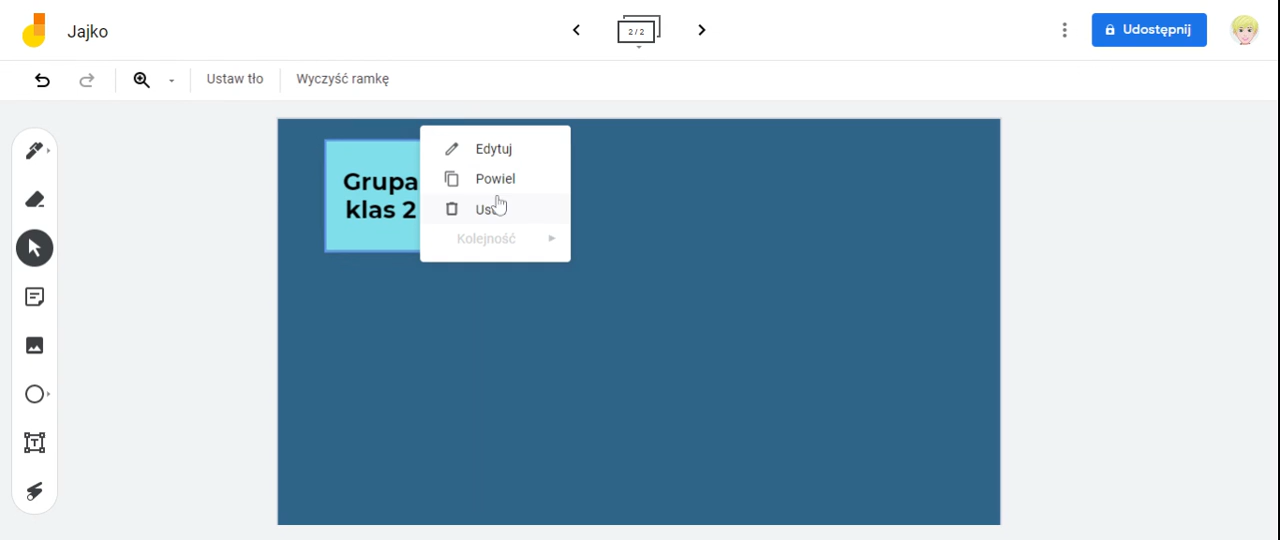 Jajko
2 / 2
Udostępnij
Ustaw tło
Wyczyść ramkę
Grupa
klas 2
Edytuj
Powiel
Kolejność
T